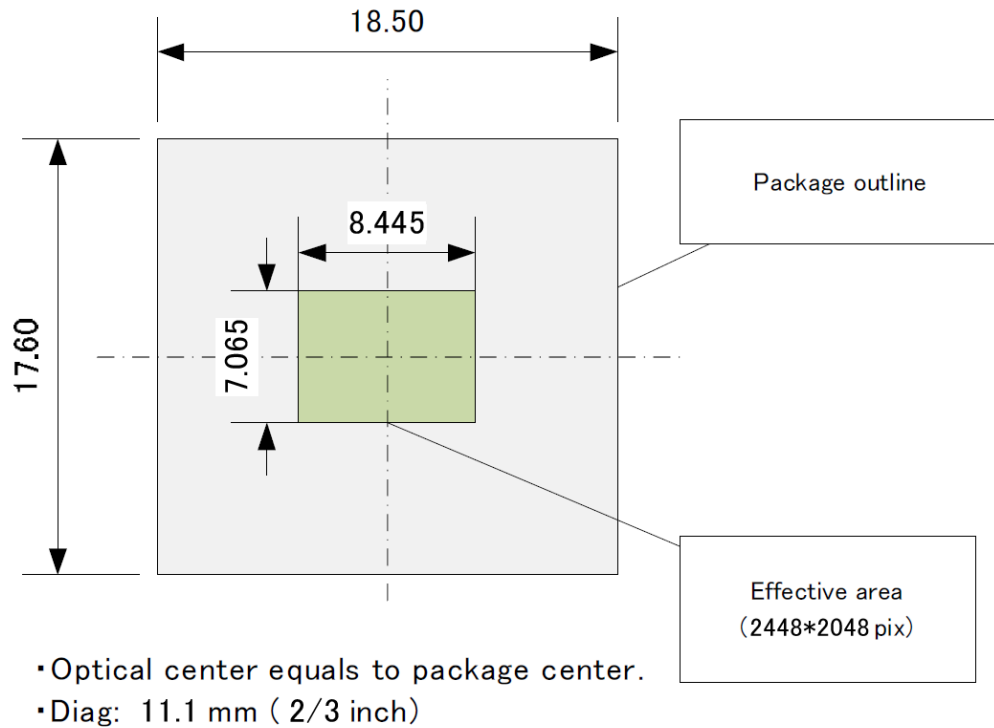 18.50
Package outline
8.445
7.065
17.60
Effective area
(2448*2048 pix)
・Optical center equals to package center.
・Diag: 11.1 mm ( 2/3 inch)